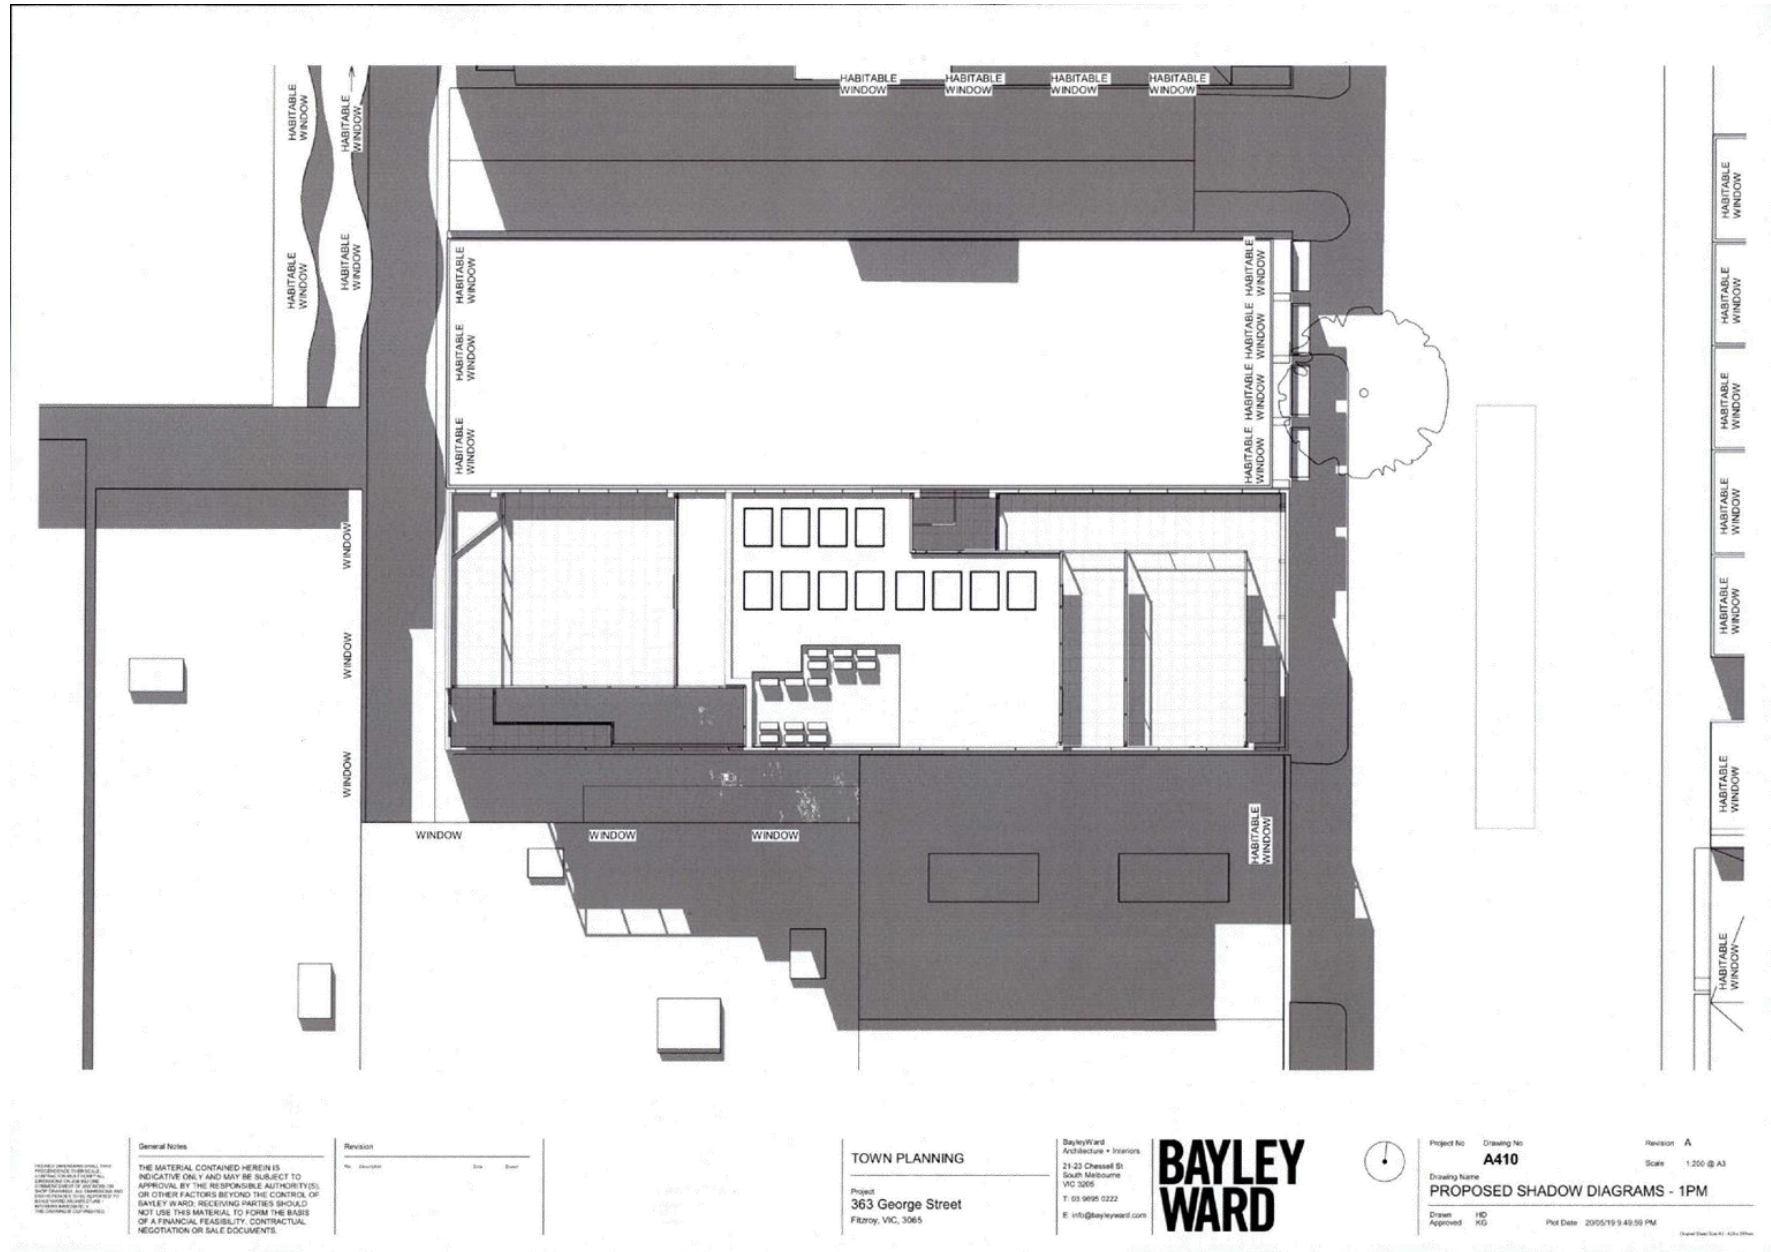 HABITABLE
WINDOW
HABITABLE
WINDOW
HABITABLE
WINDOW
HABITABLE
WINDOW
HABITABLE
WINDOW
HABITABLE
WINDOW
HABITABLE
WINDOW
HABITABLE
WINDOW
HABITABLE
WINDOW
HABITABLE
WINDOW
HABITABLE
WINDOW
HABITABLE
WINDOW
HABITABLE
WINDOW
HABITABLE
WINDOW
HABITABLE
WINDOW
HABITABLE
WINDOW
HABITABLE
WINDOW
HABITABLE
WINDOW
HABITABLE
WINDOW
HABITABLE
WINDOW
WINDOW
WINDOW
WINDOW
WINDOW
WINDOW
WINDOW
HABITABLE
WINDOW
HABITABLE
WINDOW
HABITABLE
WINDOW
General Notes
THE MATERIAL CONTAINED HEREIN IS
INDICATIVE ONLY AND MAY BE SUBJECT TO
APPROVAL BY THE RESPONSIBLE AUTHORITY(S),
OR OTHER FACTORS BEYOND THE CONTROL OF
BAYLEY WARD; RECEIVING PARTIES SHOULD
NOT USE THIS MATERIAL TO FORM THE BASIS
OF A FINANCIAL FEASIBILITY, CONTRACTUAL
NEGOTIATION OR SALE DOCUMENTS.
Revision
No. Description Date Drawn
TOWN PLANNING
Project
363 George Street
Fitzroy, VIC, 3065
BayleyWard
Architecture + Interiors
21-23 Chessell St
South Melbourne
VIC 3205
T: 03 9695 0222
E: info@bayleyward.com
BAYLEY
WARD
Project No Drawing No Revision A
A410
Scale 1:200 @ A3
Drawing Name
PROPOSED SHADOW DIAGRAMS - 1PM
Drawn HD
Approved KG Plot Date 20/05/19 9:49:59 PM